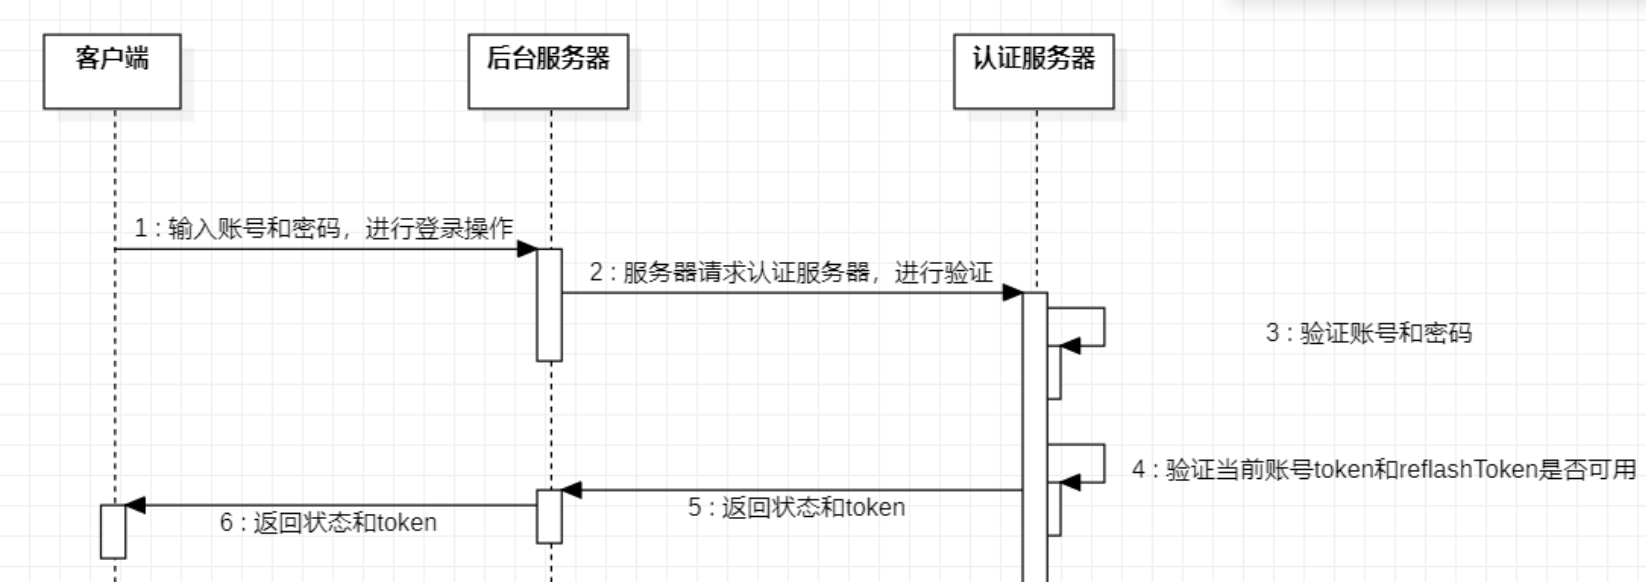 客户端
后台服务器
认证服务器
1 : 输入账号和密码，进行登录操作
2 : 服务器请求认证服务器，进行验证
3 : 验证账号和密码
4 : 验证当前账号token和reflashToken是否可用
5 : 返回状态和token
6 : 返回状态和token